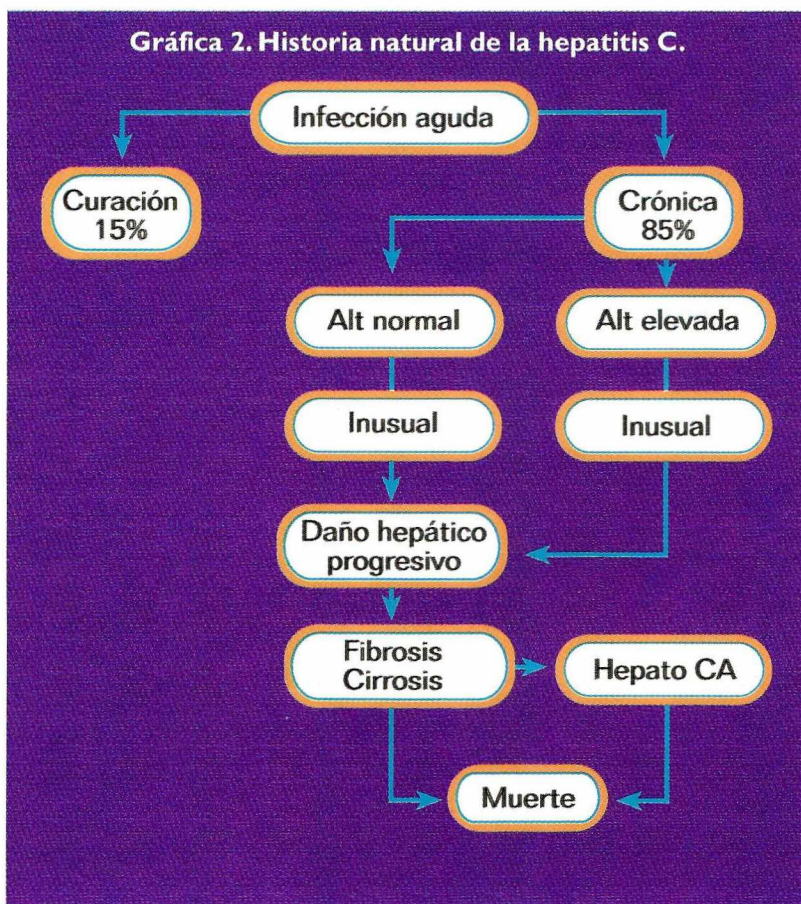 Gráfica 2. Historia natural de la hepatitis C.
Infección aguda
Curación
15%
Crónica
85%
Alt normal
Alt elevada
Inusual
Inusual
Daño hepático
progresivo
Fibrosis
Cirrosis
Hepato CA
Muerte